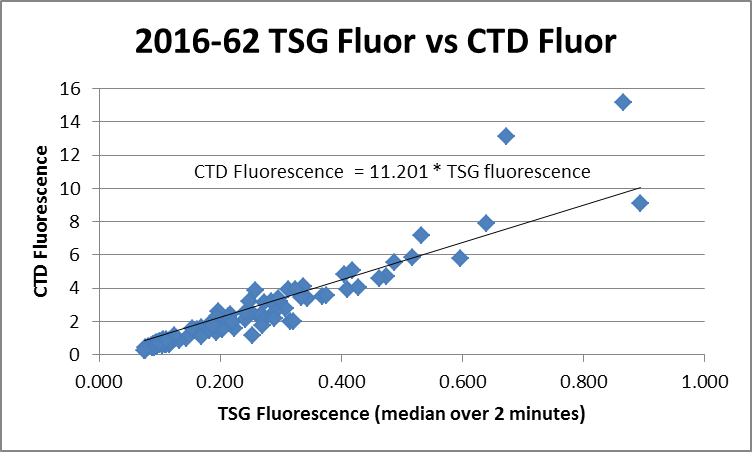 2016-62 TSG Fluor vs CTD Fluor
16
14
12
10
8
6
4
2
0
CTD Fluorescence
CTD Fluorescence  = 11.201 * TSG fluorescence
0.000 0.200 0.400 0.600 0.800 1.000
TSG Fluorescence (median over 2 minutes)